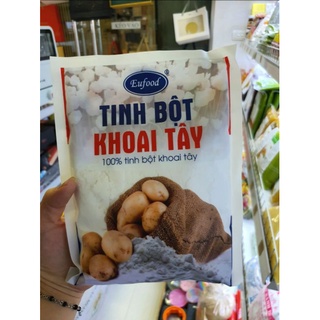 Eufood
TINH BỘT
KHOAI TÂY
100% tinh bột khoai tây